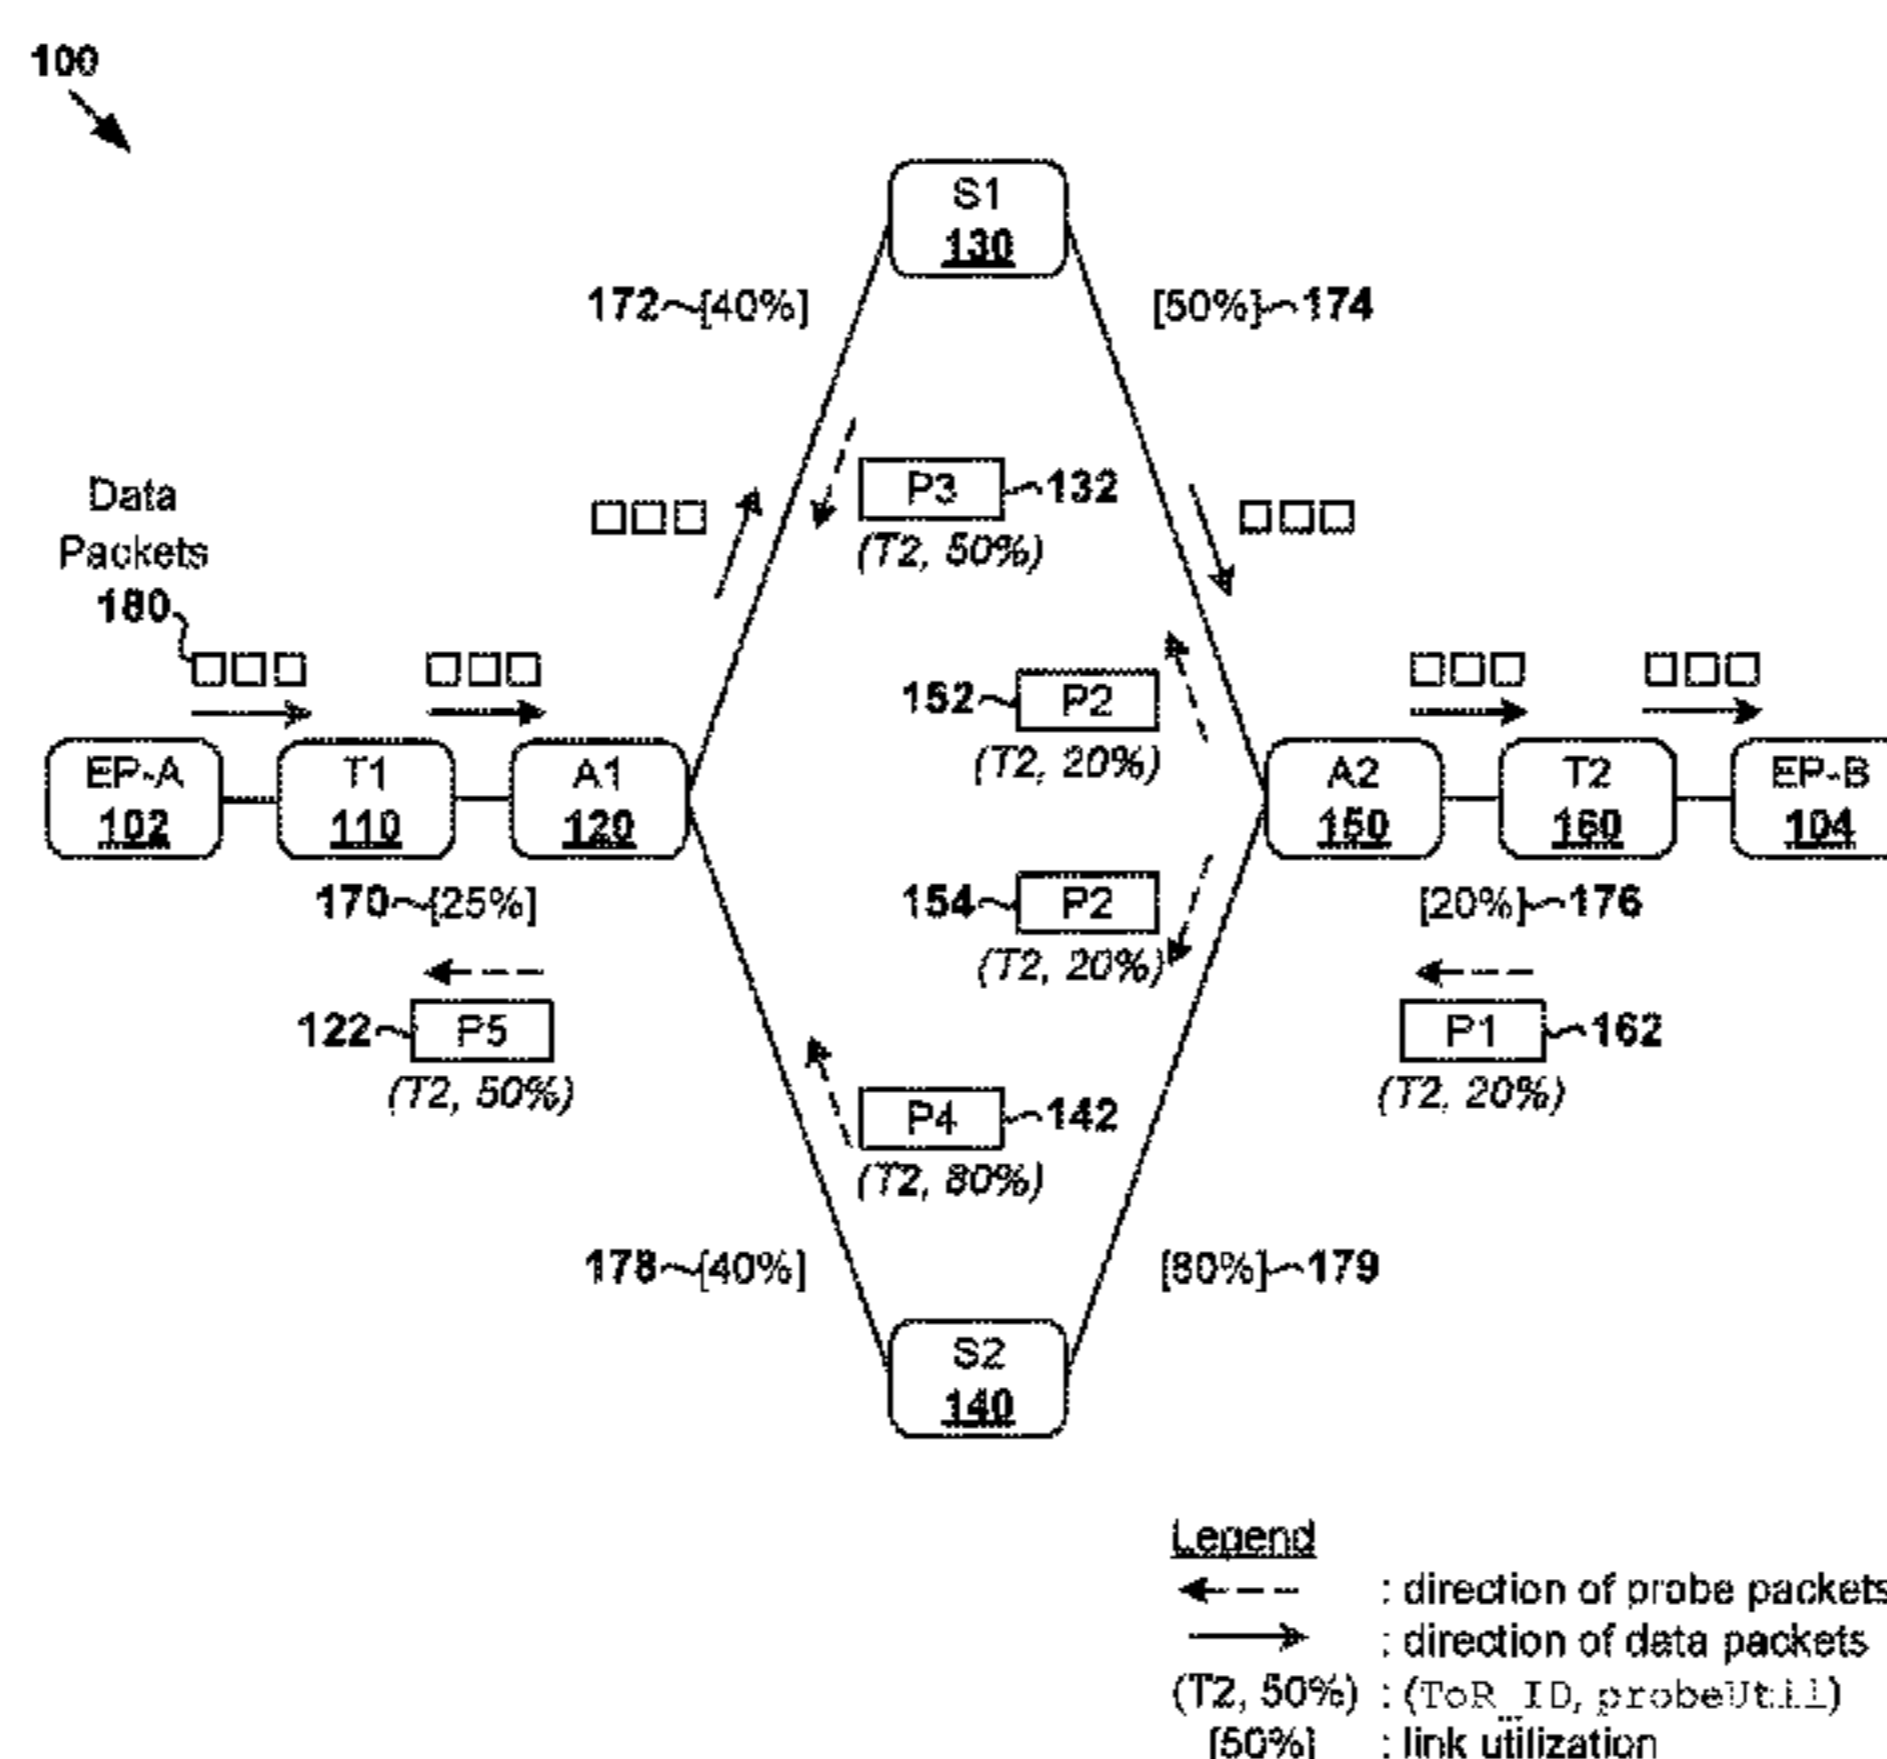 100
S1
130
172 [40%]
[50%] 174
Data
Packets
180
P3 132
(T2, 50%)
152 P2
(T2, 20%)
EP-A
102
T1
110
A1
120
A2
150
T2
160
EP-B
104
170 [25%]
154 P2
(T2, 20%)
[20%] 176
122 P5
(T2, 50%)
P1 162
(T2, 20%)
P4 142
(T2, 80%)
178 [40%]
[80%] 179
S2
140
Legend
: direction of probe packets
: direction of data packets
(T2, 50%) : (ToR_ID, probeUtil)
[50%] : link utilization